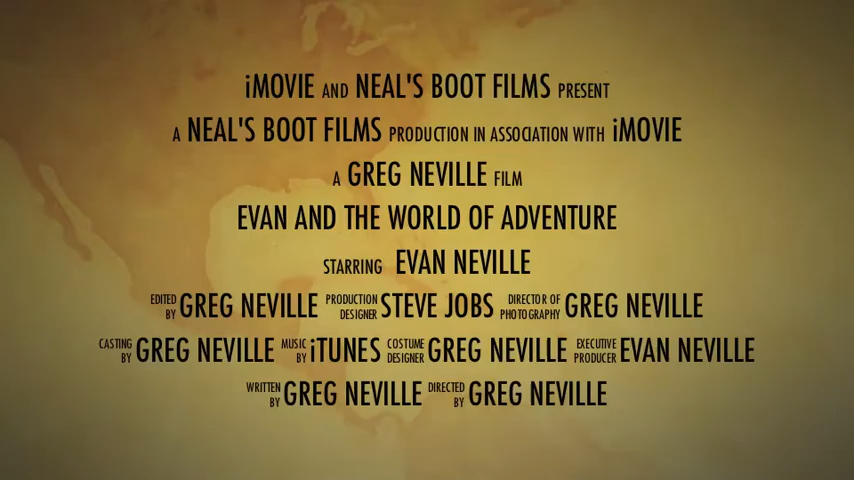 iMOVIE AND NEAL'S BOOT FILMS PRESENT
A NEAL'S BOOT FILMS PRODUCTION IN ASSOCIATION WITH iMOVIE
A GREG NEVILLE FILM
EVAN AND THE WORLD OF ADVENTURE
STARRING EVAN NEVILLE
EDITED BY GREG NEVILLE PRODUCTION DESIGNER STEVE JOBS DIRECTOR OF PHOTOGRAPHY GREG NEVILLE
CASTING BY GREG NEVILLE MUSIC BY iTUNES COSTUME DESIGNER GREG NEVILLE EXECUTIVE PRODUCER EVAN NEVILLE
WRITTEN BY GREG NEVILLE DIRECTED BY GREG NEVILLE